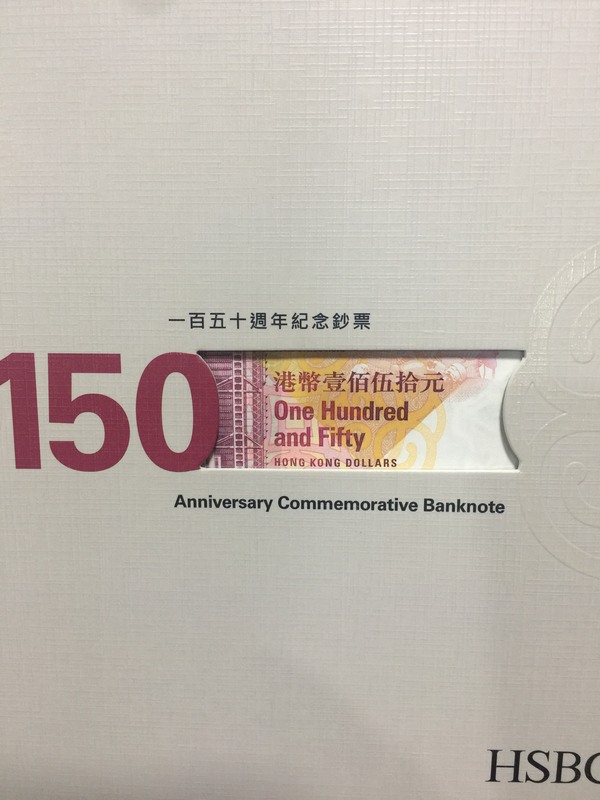 一百五十週年紀念鈔票
150
港幣壹佰伍拾元
One Hundred
and Fifty
HONG KONG DOLLARS
Anniversary Commemorative Banknote
HSBC